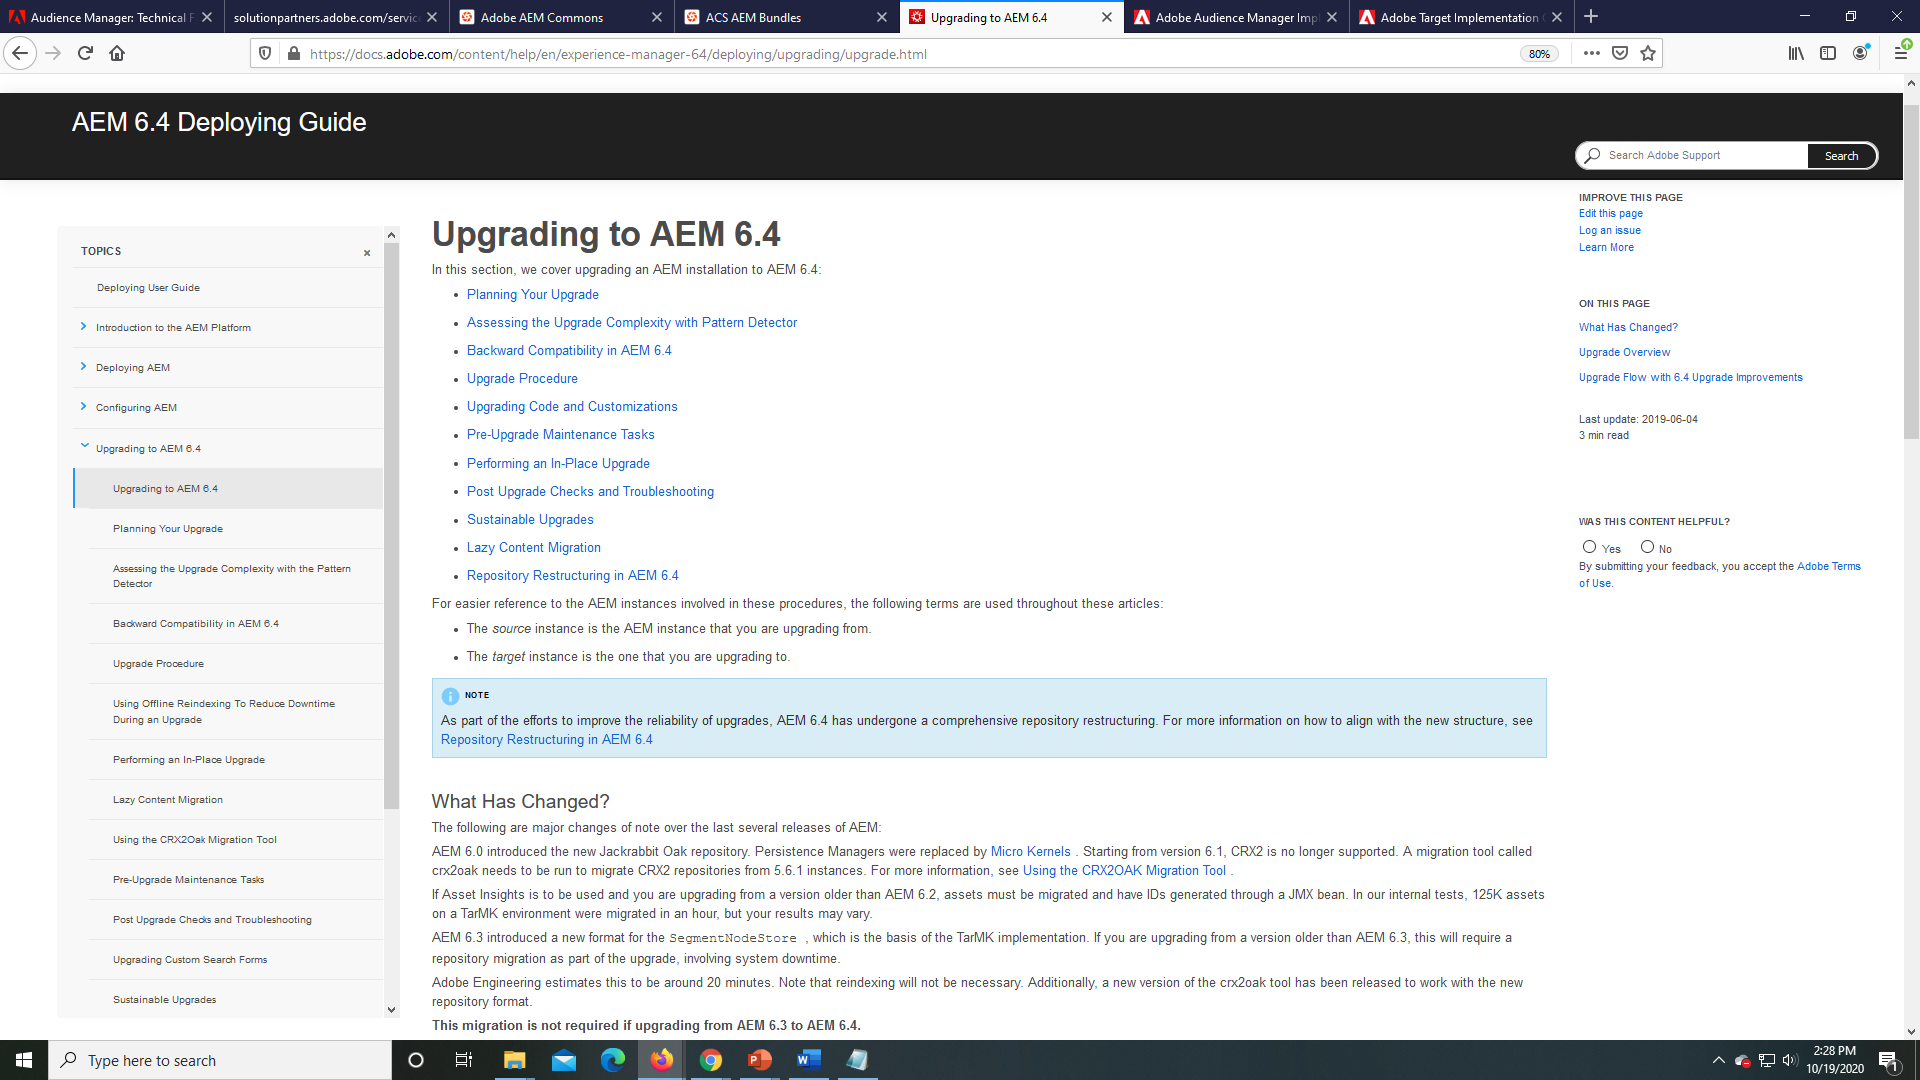 Audience Manager: Technical F
solutionpartners.adobe.com/servic
Adobe AEM Commons
ACS AEM Bundles
Upgrading to AEM 6.4
Adobe Audience Manager Imp
Adobe Target Implementation
https://docs.adobe.com/content/help/en/experience-manager-64/deploying/upgrading/upgrade.html
80%
AEM 6.4 Deploying Guide
Search Adobe Support
Search
TOPICS
Deploying User Guide
Introduction to the AEM Platform
Deploying AEM
Configuring AEM
Upgrading to AEM 6.4
Upgrading to AEM 6.4
Planning Your Upgrade
Assessing the Upgrade Complexity with the Pattern
Detector
Backward Compatibility in AEM 6.4
Upgrade Procedure
Using Offline Reindexing To Reduce Downtime
During an Upgrade
Performing an In-Place Upgrade
Lazy Content Migration
Using the CRX2Oak Migration Tool
Pre-Upgrade Maintenance Tasks
Post Upgrade Checks and Troubleshooting
Upgrading Custom Search Forms
Sustainable Upgrades
Upgrading to AEM 6.4
In this section, we cover upgrading an AEM installation to AEM 6.4:
• Planning Your Upgrade
• Assessing the Upgrade Complexity with Pattern Detector
• Backward Compatibility in AEM 6.4
• Upgrade Procedure
• Upgrading Code and Customizations
• Pre-Upgrade Maintenance Tasks
• Performing an In-Place Upgrade
• Post Upgrade Checks and Troubleshooting
• Sustainable Upgrades
• Lazy Content Migration
• Repository Restructuring in AEM 6.4
For easier reference to the AEM instances involved in these procedures, the following terms are used throughout these articles:
• The source instance is the AEM instance that you are upgrading from.
• The target instance is the one that you are upgrading to.
NOTE
As part of the efforts to improve the reliability of upgrades, AEM 6.4 has undergone a comprehensive repository restructuring. For more information on how to align with the new structure, see
Repository Restructuring in AEM 6.4
What Has Changed?
The following are major changes of note over the last several releases of AEM:
AEM 6.0 introduced the new Jackrabbit Oak repository. Persistence Managers were replaced by Micro Kernels . Starting from version 6.1, CRX2 is no longer supported. A migration tool called
crx2oak needs to be run to migrate CRX2 repositories from 5.6.1 instances. For more information, see Using the CRX2OAK Migration Tool .
If Asset Insights is to be used and you are upgrading from a version older than AEM 6.2, assets must be migrated and have IDs generated through a JMX bean. In our internal tests, 125K assets
on a TarMK environment were migrated in an hour, but your results may vary.
AEM 6.3 introduced a new format for the SegmentNodeStore , which is the basis of the TarMK implementation. If you are upgrading from a version older than AEM 6.3, this will require a
repository migration as part of the upgrade, involving system downtime.
Adobe Engineering estimates this to be around 20 minutes. Note that reindexing will not be necessary. Additionally, a new version of the crx2oak tool has been released to work with the new
repository format.
This migration is not required if upgrading from AEM 6.3 to AEM 6.4.
IMPROVE THIS PAGE
Edit this page
Log an issue
Learn More
ON THIS PAGE
What Has Changed?
Upgrade Overview
Upgrade Flow with 6.4 Upgrade Improvements
Last update: 2019-06-04
3 min read
WAS THIS CONTENT HELPFUL?
Yes No
By submitting your feedback, you accept the Adobe Terms
of Use.
Type here to search
2:28 PM
10/19/2020
1